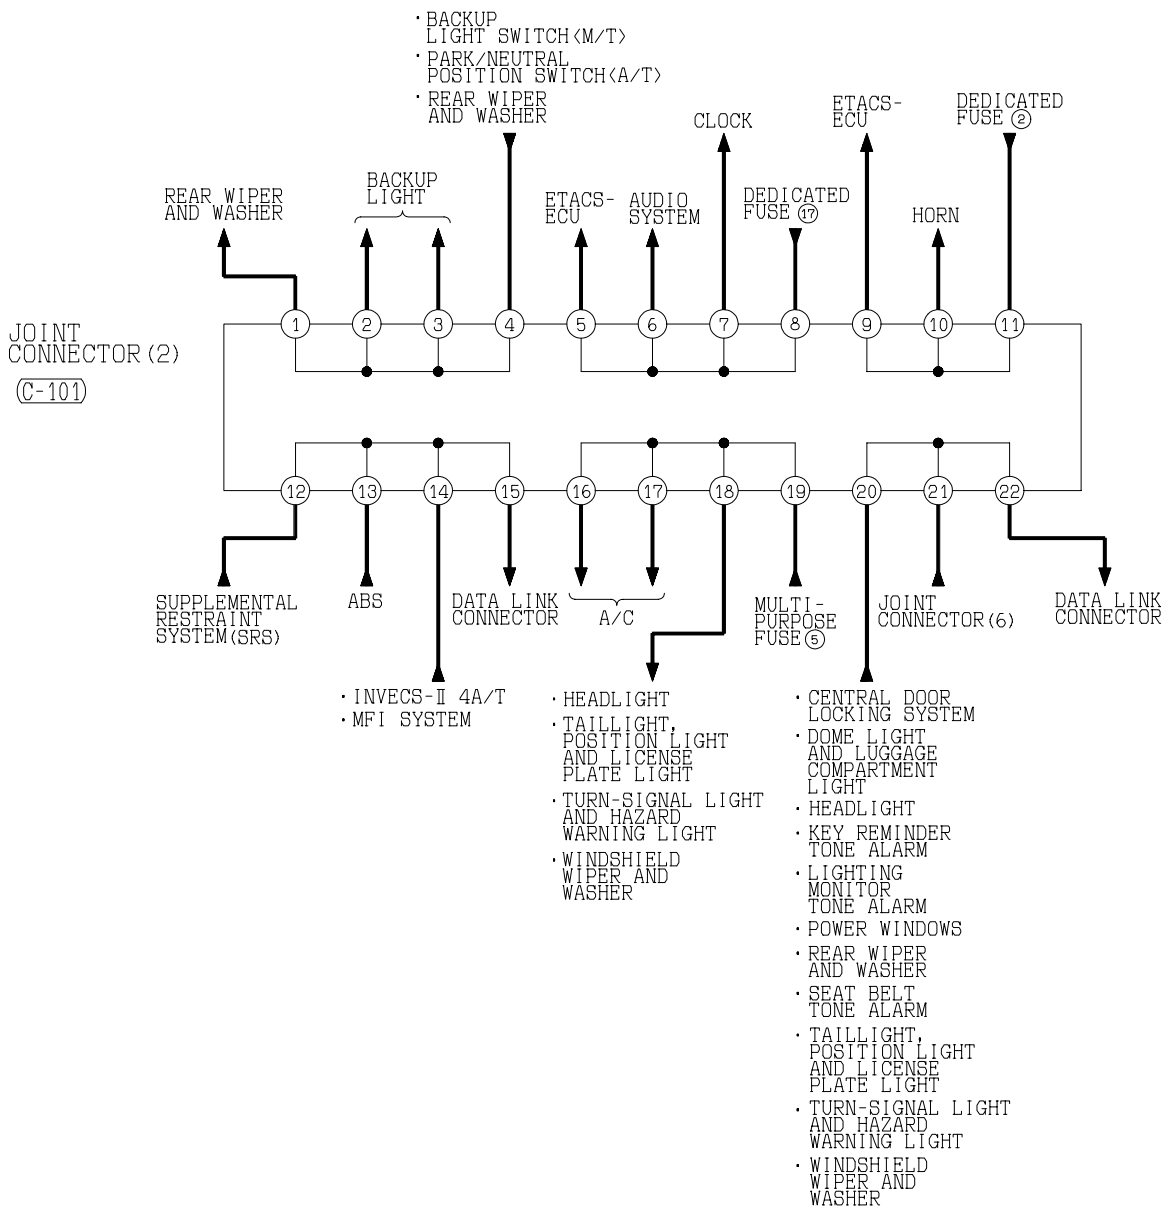 · BACKUP
LIGHT SWITCH<M/T>
· PARK/NEUTRAL
POSITION SWITCH<A/T>
· REAR WIPER
AND WASHER
CLOCK
ETACS-
ECU
DEDICATED
FUSE ②
REAR WIPER
AND WASHER
BACKUP
LIGHT
ETACS-
ECU
AUDIO
SYSTEM
DEDICATED
FUSE ⑰
HORN
JOINT
CONNECTOR(2)
C-101
1 2 3 4 5 6 7 8 9 10 11
12 13 14 15 16 17 18 19 20 21 22
SUPPLEMENTAL
RESTRAINT
SYSTEM(SRS)
ABS
DATA LINK
CONNECTOR
A/C
MULTI-
PURPOSE
FUSE⑤
JOINT
CONNECTOR(6)
DATA LINK
CONNECTOR
· INVECS-Ⅱ 4A/T
· MFI SYSTEM
· HEADLIGHT
· TAILLIGHT,
POSITION LIGHT
AND LICENSE
PLATE LIGHT
· TURN-SIGNAL LIGHT
AND HAZARD
WARNING LIGHT
· WINDSHIELD
WIPER AND
WASHER
· CENTRAL DOOR
LOCKING SYSTEM
· DOME LIGHT
AND LUGGAGE
COMPARTMENT
LIGHT
· HEADLIGHT
· KEY REMINDER
TONE ALARM
· LIGHTING
MONITOR
TONE ALARM
· POWER WINDOWS
· REAR WIPER
AND WASHER
· SEAT BELT
TONE ALARM
· TAILLIGHT,
POSITION LIGHT
AND LICENSE
PLATE LIGHT
· TURN-SIGNAL LIGHT
AND HAZARD
WARNING LIGHT
· WINDSHIELD
WIPER AND
WASHER